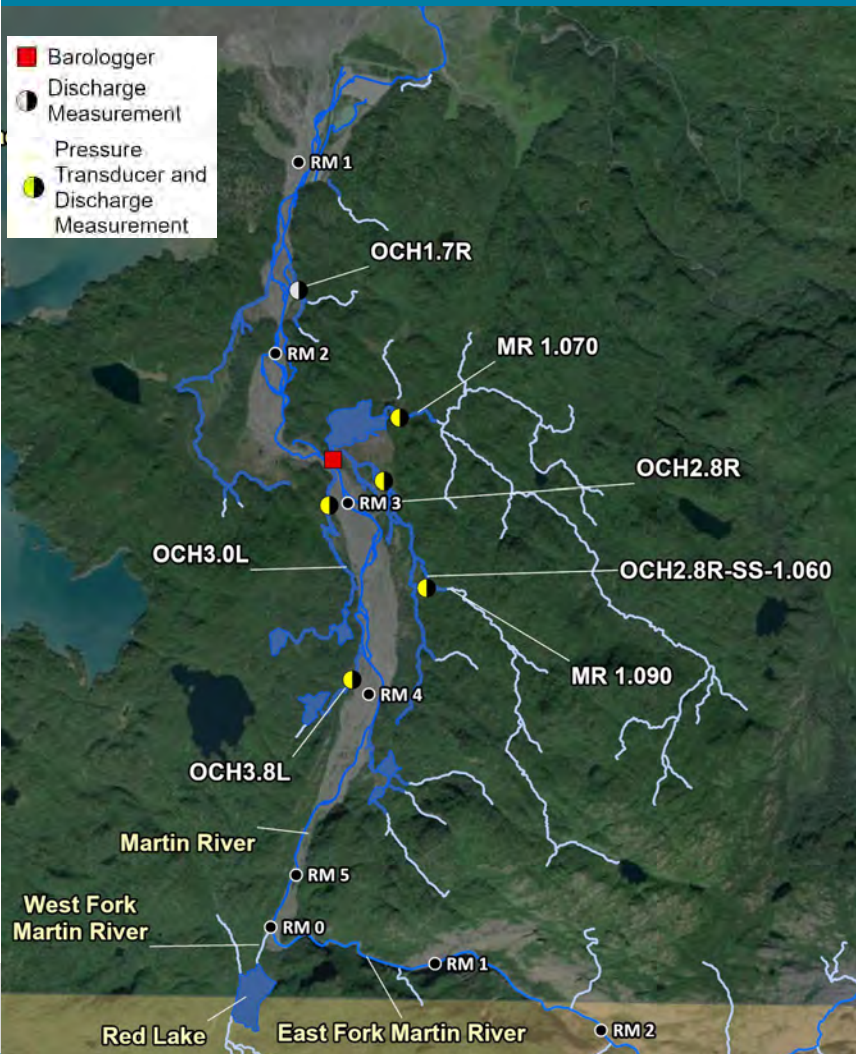 Barologger
Discharge
Measurement
Pressure
Transducer and
Discharge
Measurement
RM 1
OCH1.7R
RM 2
MR 1.070
OCH2.8R
RM 3
OCH3.0L
OCH2.8R-SS-1.060
MR 1.090
RM 4
OCH3.8L
Martin River
RM 5
West Fork
Martin River
RM 0
RM 1
Red Lake
East Fork Martin River
RM 2